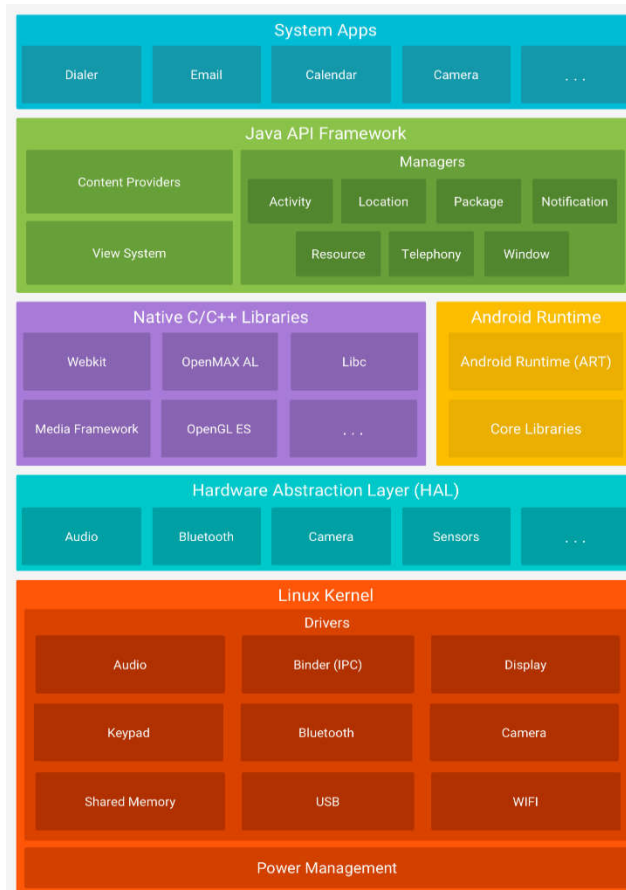 System Apps
Dialer Email Calendar Camera . . .
Java API Framework
Content Providers
View System
Managers
Activity Location Package Notification
Resource Telephony Window
Native C/C++ Libraries
Webkit OpenMAX AL Libc
Media Framework OpenGL ES . . .
Android Runtime
Android Runtime (ART)
Core Libraries
Hardware Abstraction Layer (HAL)
Audio Bluetooth Camera Sensors . . .
Linux Kernel
Drivers
Audio Binder (IPC) Display
Keypad Bluetooth Camera
Shared Memory USB WIFI
Power Management